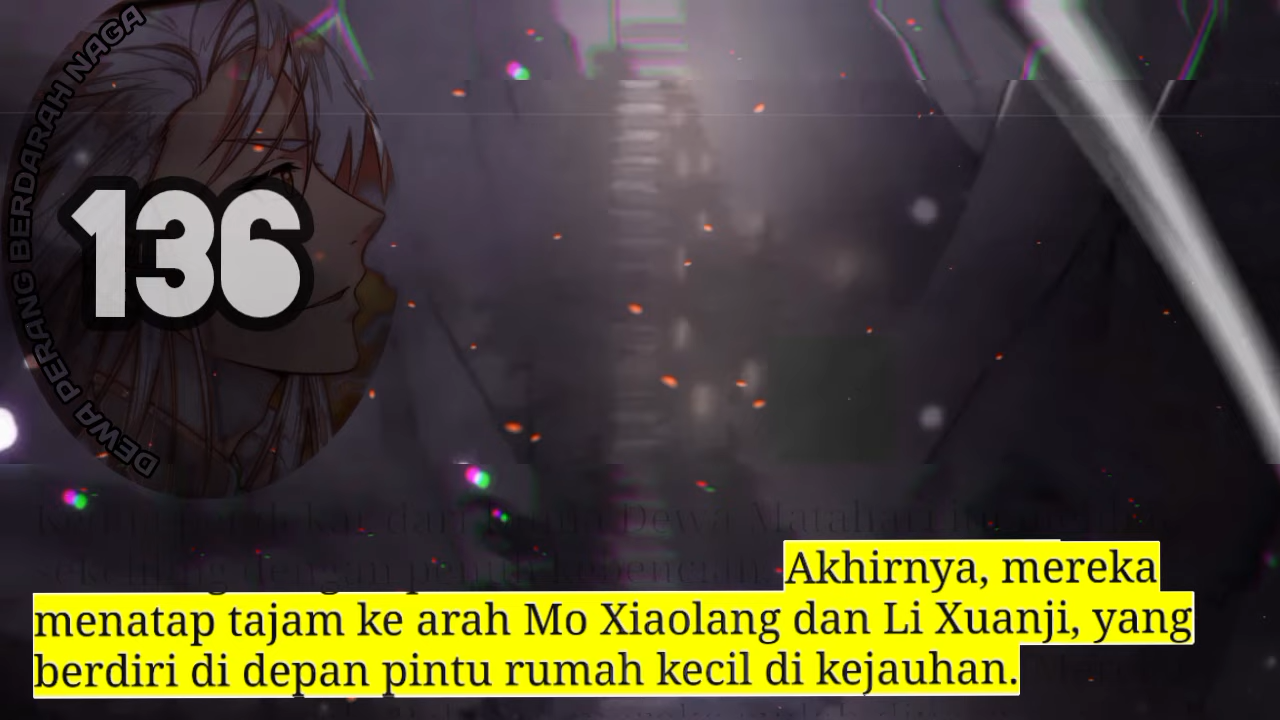 DEWA PERANG BERDARAH NAGA
136
Akhirnya, mereka
menatap tajam ke arah Mo Xiaolang dan Li Xuanji, yang
berdiri di depan pintu rumah kecil di kejauhan.